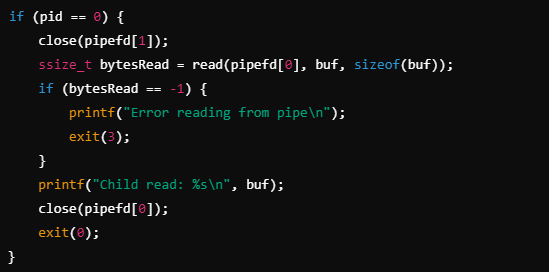 if (pid == 0) {
    close(pipefd[1]);
    ssize_t bytesRead = read(pipefd[0], buf, sizeof(buf));
    if (bytesRead == -1) {
        printf("Error reading from pipe\n");
        exit(3);
    }
    printf("Child read: %s\n", buf);
    close(pipefd[0]);
    exit(0);
}